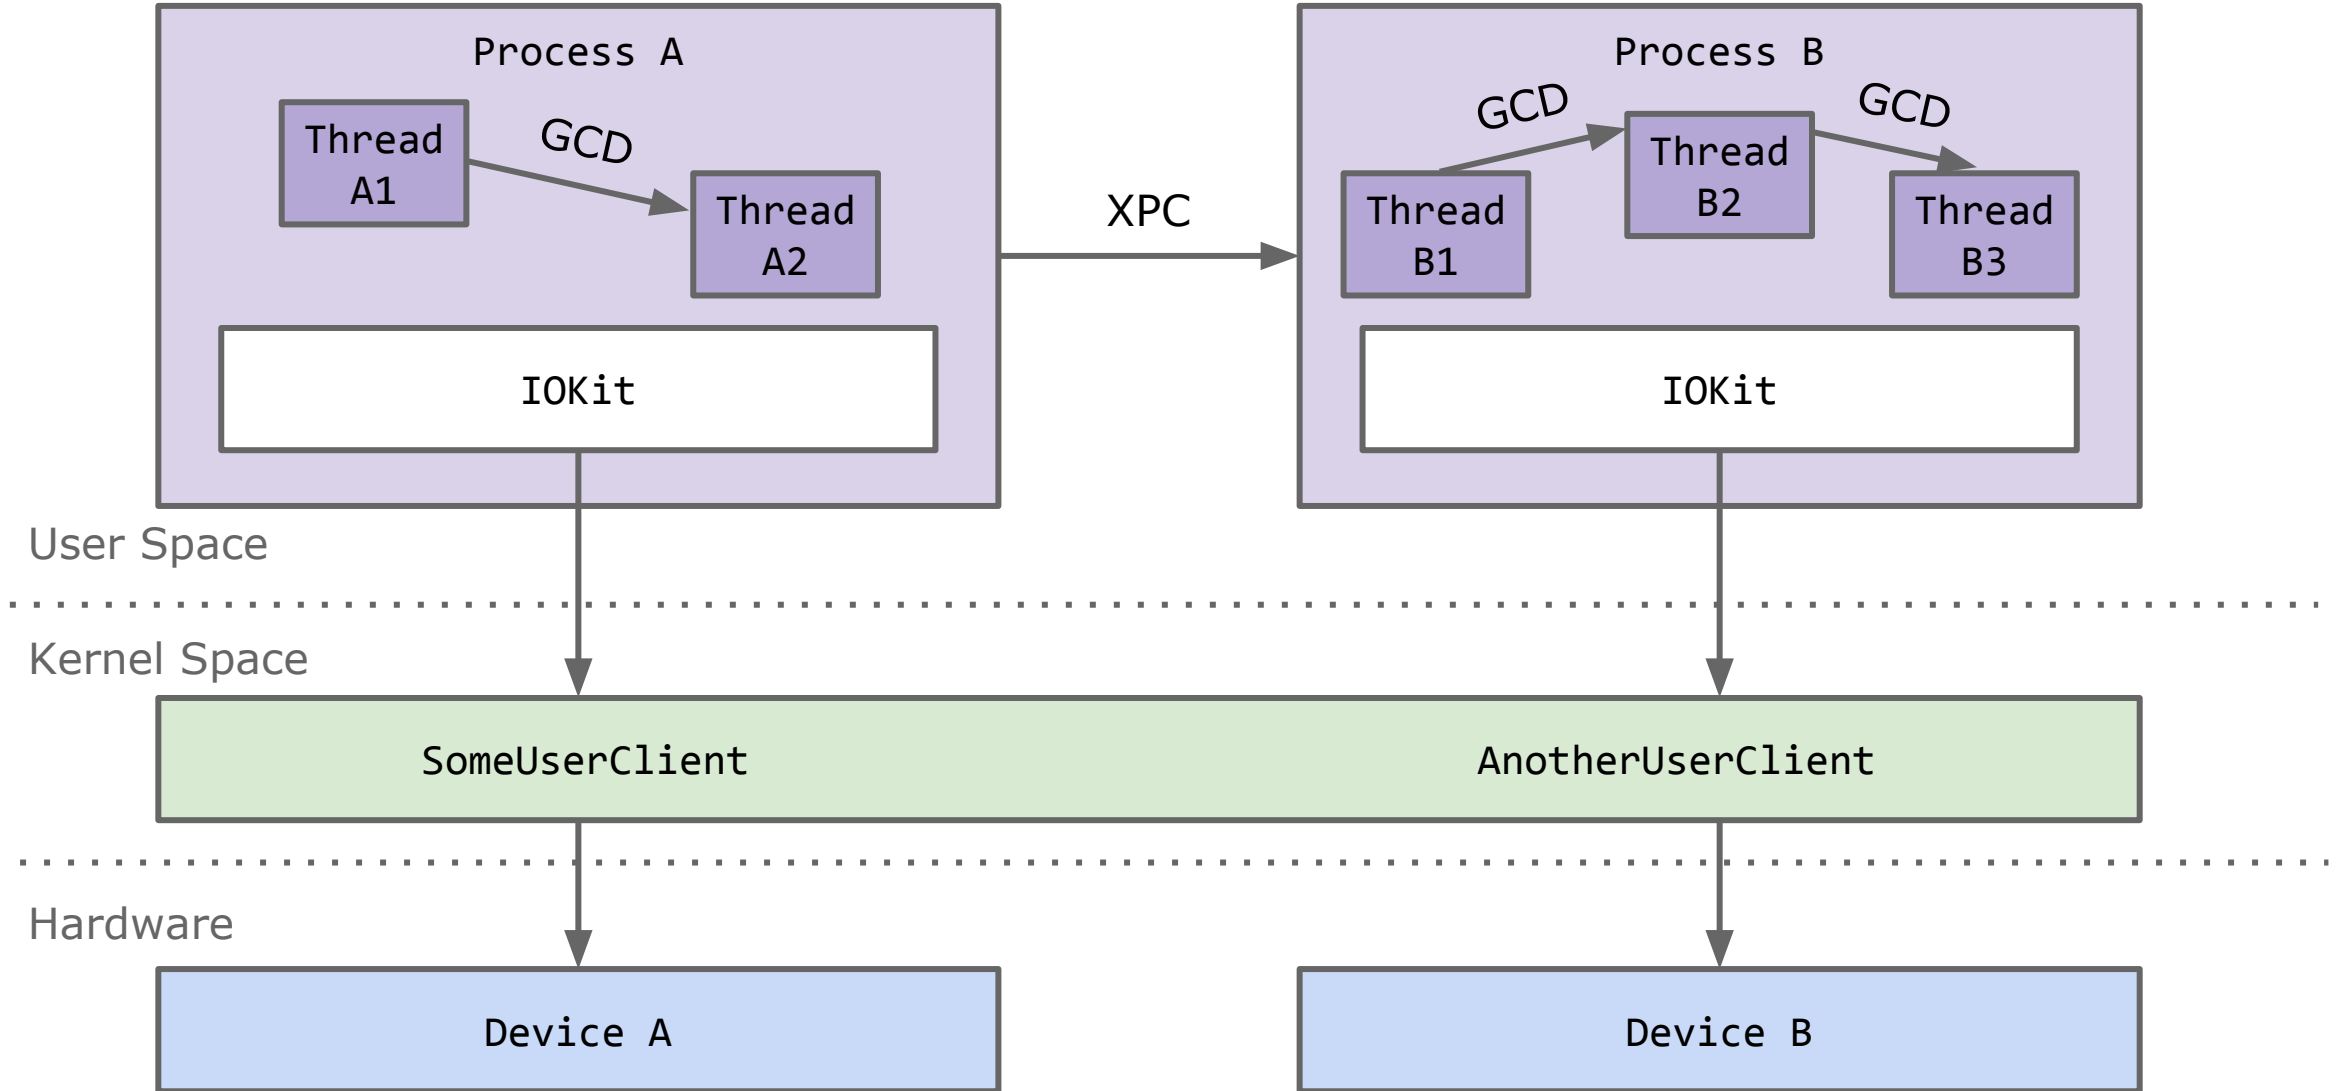 Process A
Process B
Thread
A1
GCD
Thread
A2
XPC
GCD
GCD
Thread
B1
Thread
B2
Thread
B3
IOKit
IOKit
User Space
Kernel Space
SomeUserClient
AnotherUserClient
Hardware
Device A
Device B